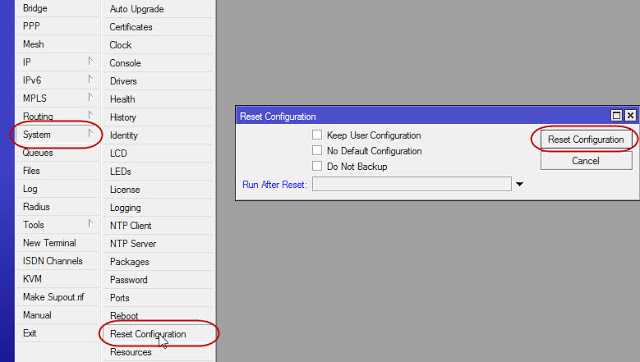 Bridge
PPP
Mesh
IP
IPv6
MPLS
Routing
System
Queues
Files
Log
Radius
Tools
New Terminal
ISDN Channels
KVM
Make Supout.rif
Manual
Exit
Auto Upgrade
Certificates
Clock
Console
Drivers
Health
History
Identity
LCD
LEDs
License
Logging
NTP Client
NTP Server
Packages
Password
Ports
Reboot
Reset Configuration
Resources
Reset Configuration
Keep User Configuration
No Default Configuration
Do Not Backup
Run After Reset:
Reset Configuration
Cancel